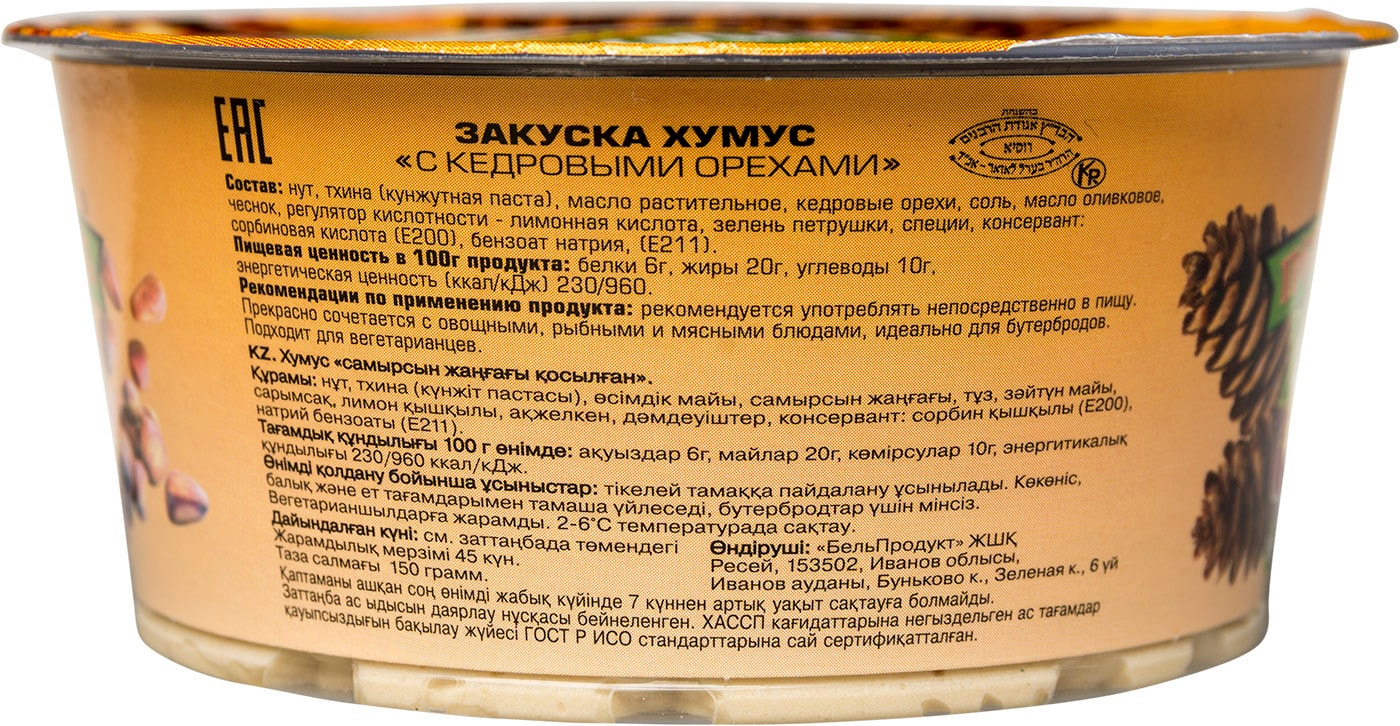 EAC
ЗАКУСКА ХУМУС
«С КЕДРОВЫМИ ОРЕХАМИ»
בהשגחת
הבד"ץ אגודת הרבנים
רוסיא
KR
Состав: нут, тхина (кунжутная паста), масло растительное, кедровые орехи, соль, масло оливковое,
чеснок, регулятор кислотности - лимонная кислота, зелень петрушки, специи, консервант:
сорбиновая кислота (Е200), бензоат натрия, (Е211).
Пищевая ценность в 100г продукта: белки 6г, жиры 20г, углеводы 10г,
энергетическая ценность (ккал/кДж) 230/960.
Рекомендации по применению продукта: рекомендуется употреблять непосредственно в пищу.
Прекрасно сочетается с овощными, рыбными и мясными блюдами, идеально для бутербродов.
Подходит для вегетарианцев.
KZ. Хумус «самырсын жаңғағы қосылған».
Құрамы: нұт, тхина (күнжіт пастасы), өсімдік майы, самырсын жаңғағы, тұз, зәйтүн майы,
сарымсақ, лимон қышқылы, ақжелкен, дәмдеуіштер, консервант: сорбин қышқылы (Е200),
натрий бензоаты (Е211).
Тағамдық құндылығы 100 г өнімде: ақуыздар 6г, майлар 20г, көмірсулар 10г, энергитикалық
құндылығы 230/960 ккал/кДж.
Өнімді қолдану бойынша ұсыныстар: тікелей тамаққа пайдалану ұсынылады. Көкөніс,
балық және ет тағамдарымен тамаша үйлеседі, бутербродтар үшін мінсіз.
Вегетарианшылдарға жарамды. 2-6°С температурада сақтау.
Дайындалған күні: см. заттаңбада төмендегі
Жарамдылық мерзімі 45 күн.
Таза салмағы 150 грамм.
Өндіруші: «БельПродукт» ЖШҚ
Ресей, 153502, Иванов облысы,
Иванов ауданы, Буньково к., Зеленая к., 6 үй
Қаптаманы ашқан соң өнімді жабық күйінде 7 күннен артық уақыт сақтауға болмайды.
Заттаңба ас ыдысын даярлау нұсқасы бейнеленген. ХАССП қағидаттарына негіздельген ас тағамдар
қауыпсыздығын бақылау жүйесі ГОСТ Р ИСО стандарттарына сай сертификатталған.